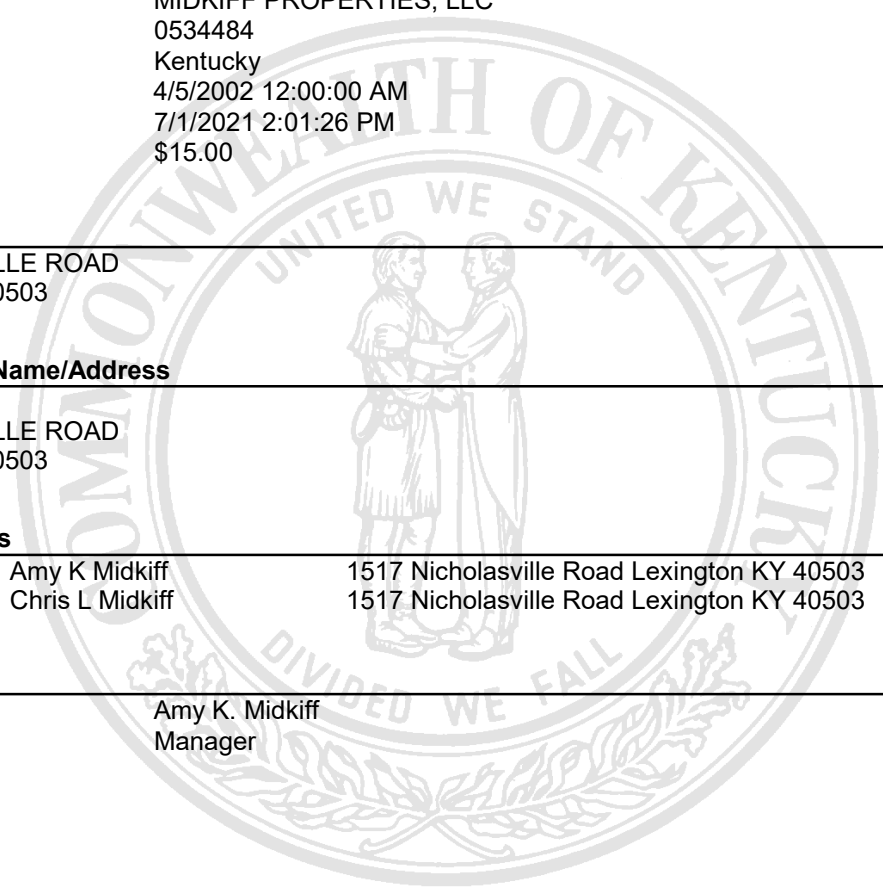 MIDKIFF PROPERTIES, LLC
0534484
Kentucky
4/5/2002 12:00:00 AM
7/1/2021 2:01:26 PM
$15.00
LLE ROAD
0503
Name/Address
LLE ROAD
0503
s
Amy K Midkiff 1517 Nicholasville Road Lexington KY 40503
Chris L Midkiff 1517 Nicholasville Road Lexington KY 40503
Amy K. Midkiff
Manager
COMMONWEALTH OF KENTUCKY
UNITED WE STAND
DIVIDED WE FALL